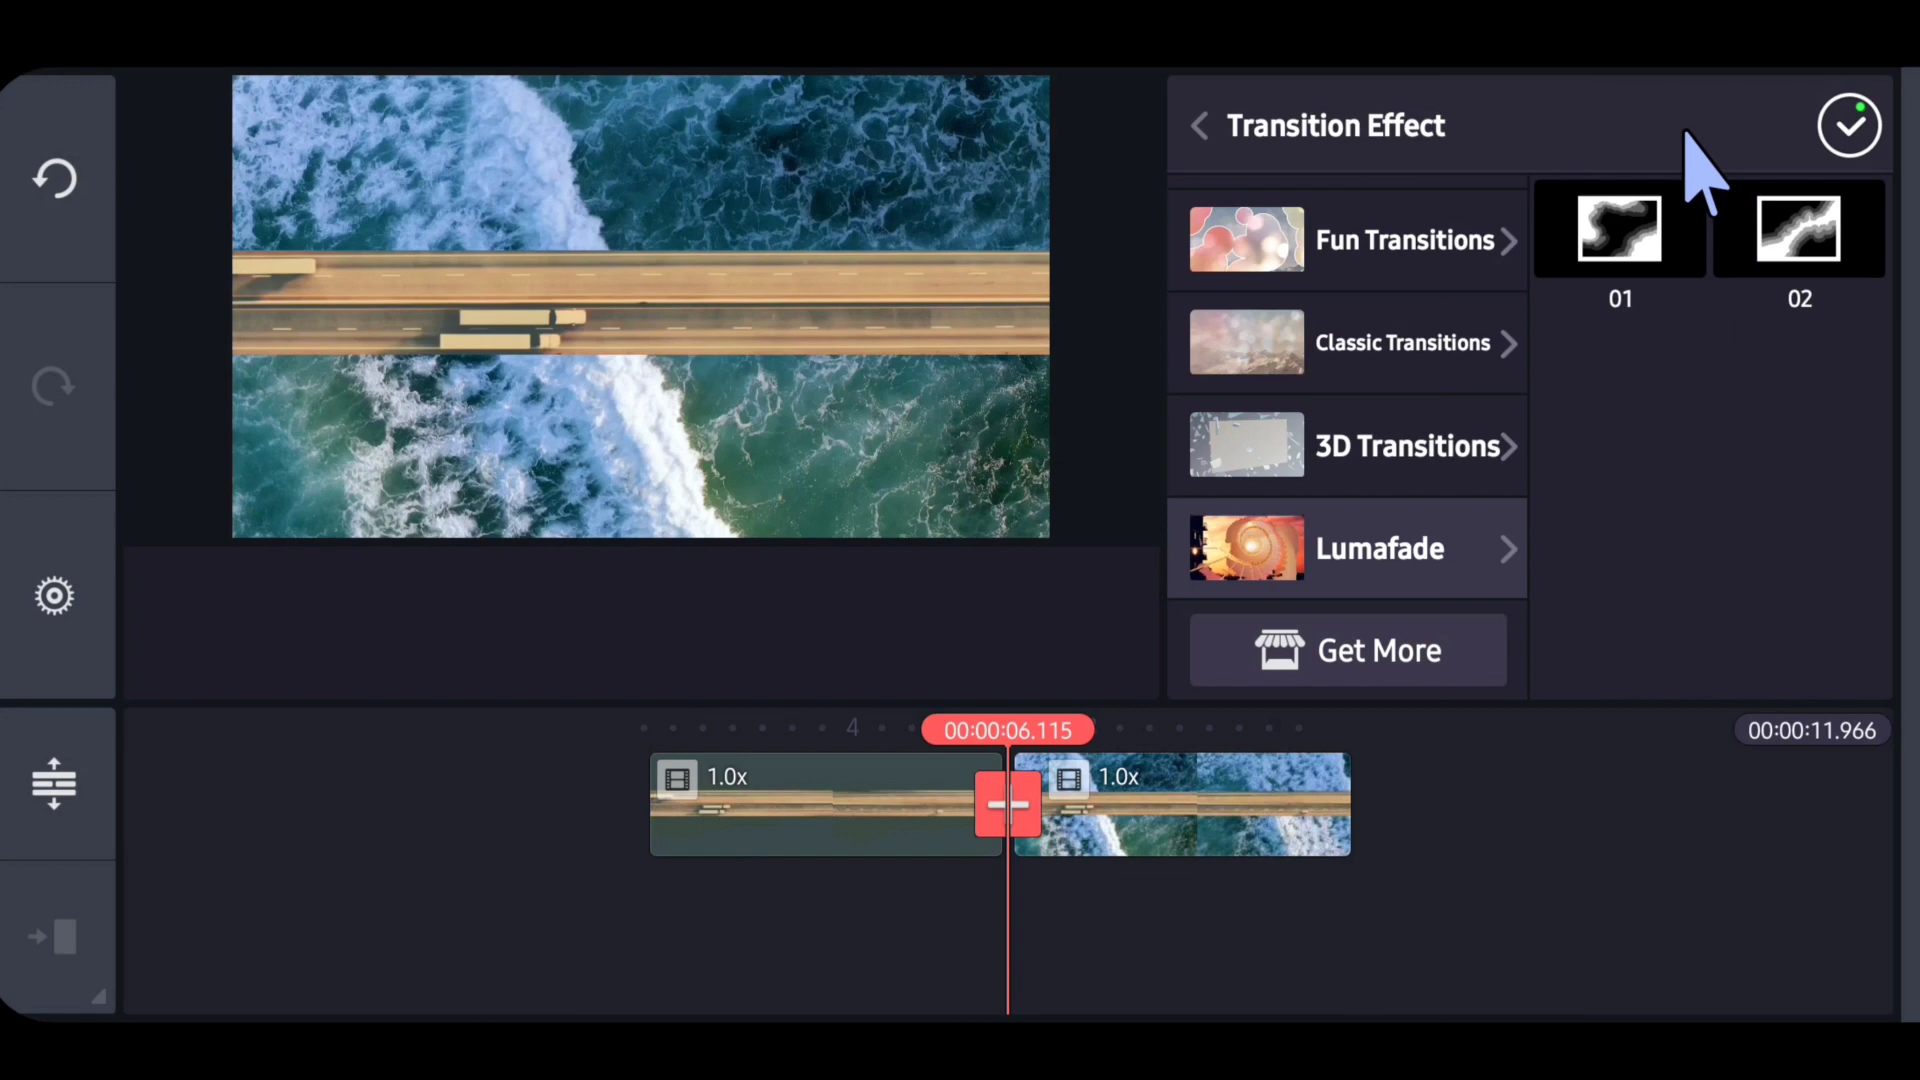 Transition Effect
Fun Transitions
Classic Transitions
3D Transitions
Lumafade
Get More
01
02
4
00:00:06.115
00:00:11.966
1.0x
1.0x